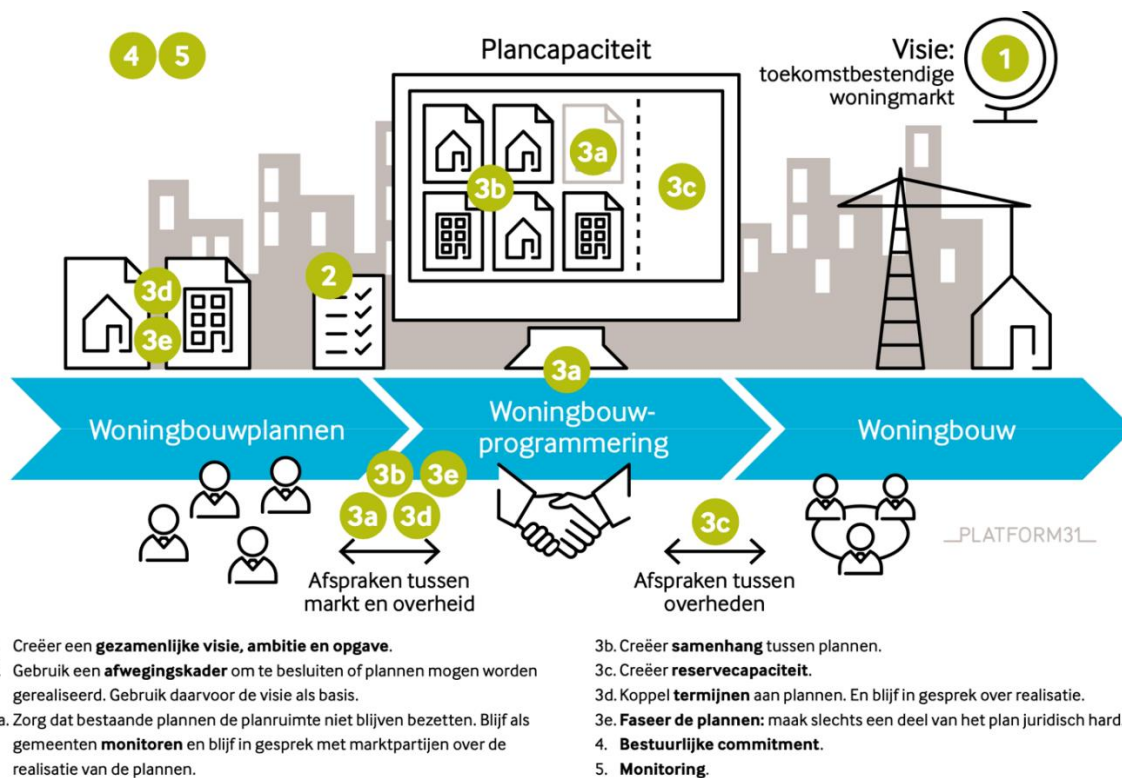 4 5
Plancapaciteit
Visie:
toekomstbestendige
woningmarkt
1
3a
3b
3c
2
3d
3e
3a
Woningbouwplannen
Woningbouw-
programmering
Woningbouw
3b 3e
3a 3d
3c
_PLATFORM31_
Afspraken tussen
markt en overheid
Afspraken tussen
overheden
Creëer een gezamenlijke visie, ambitie en opgave.
. Gebruik een afwegingskader om te besluiten of plannen mogen worden
gerealiseerd. Gebruik daarvoor de visie als basis.
a. Zorg dat bestaande plannen de planruimte niet blijven bezetten. Blijf als
gemeenten monitoren en blijf in gesprek met marktpartijen over de
realisatie van de plannen.
3b. Creëer samenhang tussen plannen.
3c. Creëer reservecapaciteit.
3d. Koppel termijnen aan plannen. En blijf in gesprek over realisatie.
3e. Faseer de plannen: maak slechts een deel van het plan juridisch hard
4. Bestuurlijke commitment.
5. Monitoring.